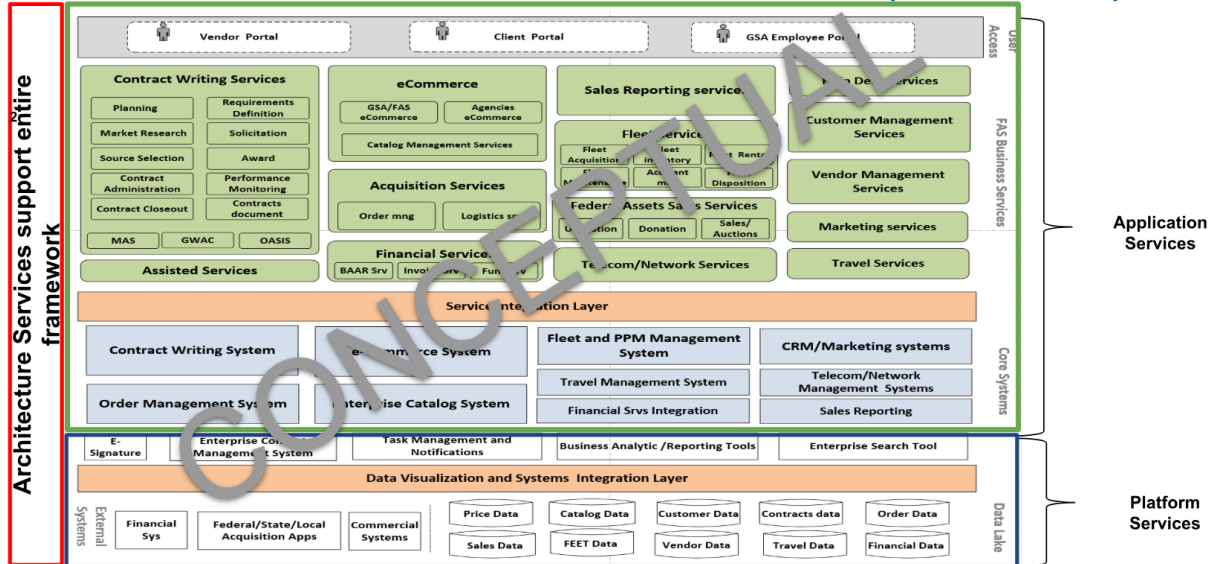 Vendor Portal
Client Portal
GSA Employee Portal
User
Access
Contract Writing Services
Planning
Requirements
Definition
Market Research
Solicitation
Source Selection
Award
Contract
Administration
Performance
Monitoring
Contract Closeout
Contracts
document
MAS
GWAC
OASIS
Assisted Services
eCommerce
GSA/FAS
eCommerce
Agencies
eCommerce
Catalog Management Services
Acquisition Services
Order mng
Logistics
Financial Services
BAAR Srv
Sales Reporting services
Fleet
Fleet
Acquisition
Fleet
inventory
Disposition
Federal Assets Sales Services
Donation
Sales/
Auctions
Telecom/Network Services
Services
Customer Management
Services
Vendor Management
Services
Marketing services
Travel Services
FAS Business Services
Service Integration Layer
Contract Writing System
System
Fleet and PPM Management
System
CRM/Marketing systems
Travel Management System
Telecom/Network
Management Systems
Order Management System
Enterprise Catalog System
Financial Srvs Integration
Sales Reporting
Core Systems
E-
Signature
Enterprise
Management System
Task Management and
Notifications
Business Analytic /Reporting Tools
Enterprise Search Tool
Data Visualization and Systems Integration Layer
External
Systems
Financial
Sys
Federal/State/Local
Acquisition Apps
Commercial
Systems
Price Data
Catalog Data
Customer Data
Contracts data
Order Data
Sales Data
FEET Data
Vendor Data
Travel Data
Financial Data
Data Lake
Architecture Services support entire
framework
2
Application
Services
Platform
Services
CONCEPTUAL